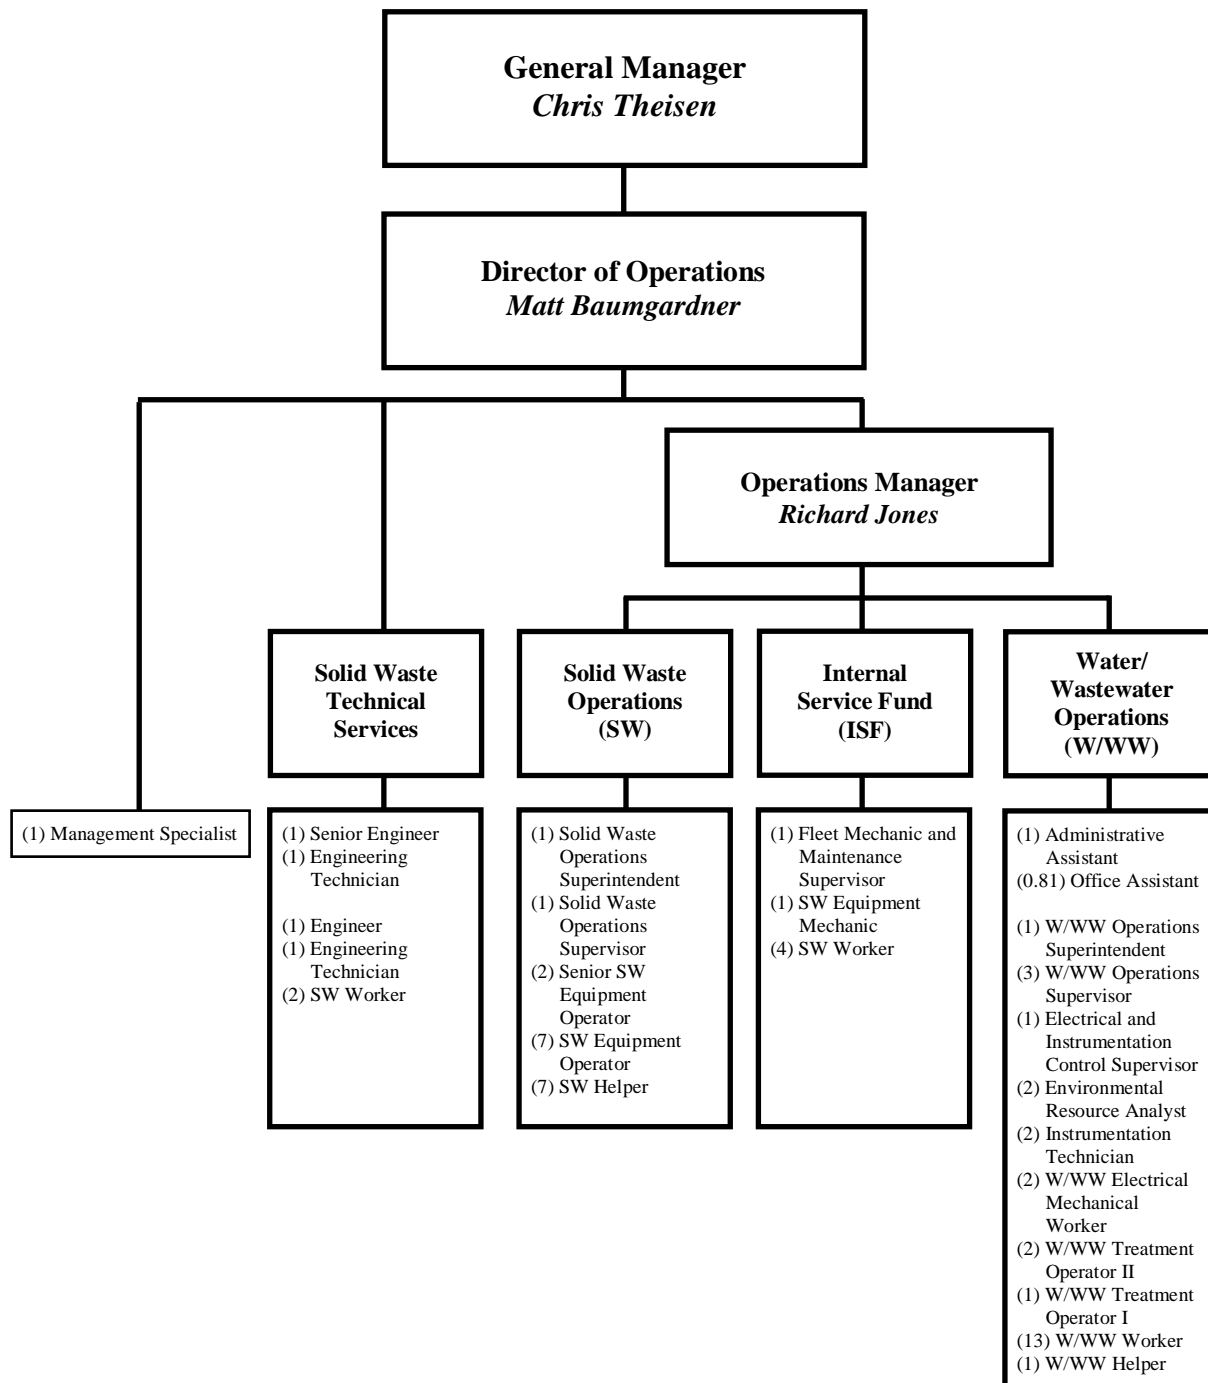 General Manager
Chris Theisen
Director of Operations
Matt Baumgardner
Operations Manager
Richard Jones
Solid Waste
Technical
Services
Solid Waste
Operations
(SW)
Internal
Service Fund
(ISF)
Water/
Wastewater
Operations
(W/WW)
(1) Management Specialist
(1) Senior Engineer
(1) Engineering
Technician
(1) Engineer
(1) Engineering
Technician
(2) SW Worker
(1) Solid Waste
Operations
Superintendent
(1) Solid Waste
Operations
Supervisor
(2) Senior SW
Equipment
Operator
(7) SW Equipment
Operator
(7) SW Helper
(1) Fleet Mechanic and
Maintenance
Supervisor
(1) SW Equipment
Mechanic
(4) SW Worker
(1) Administrative
Assistant
(0.81) Office Assistant
(1) W/WW Operations
Superintendent
(3) W/WW Operations
Supervisor
(1) Electrical and
Instrumentation
Control Supervisor
(2) Environmental
Resource Analyst
(2) Instrumentation
Technician
(2) W/WW Electrical
Mechanical
Worker
(2) W/WW Treatment
Operator II
(1) W/WW Treatment
Operator I
(13) W/WW Worker
(1) W/WW Helper